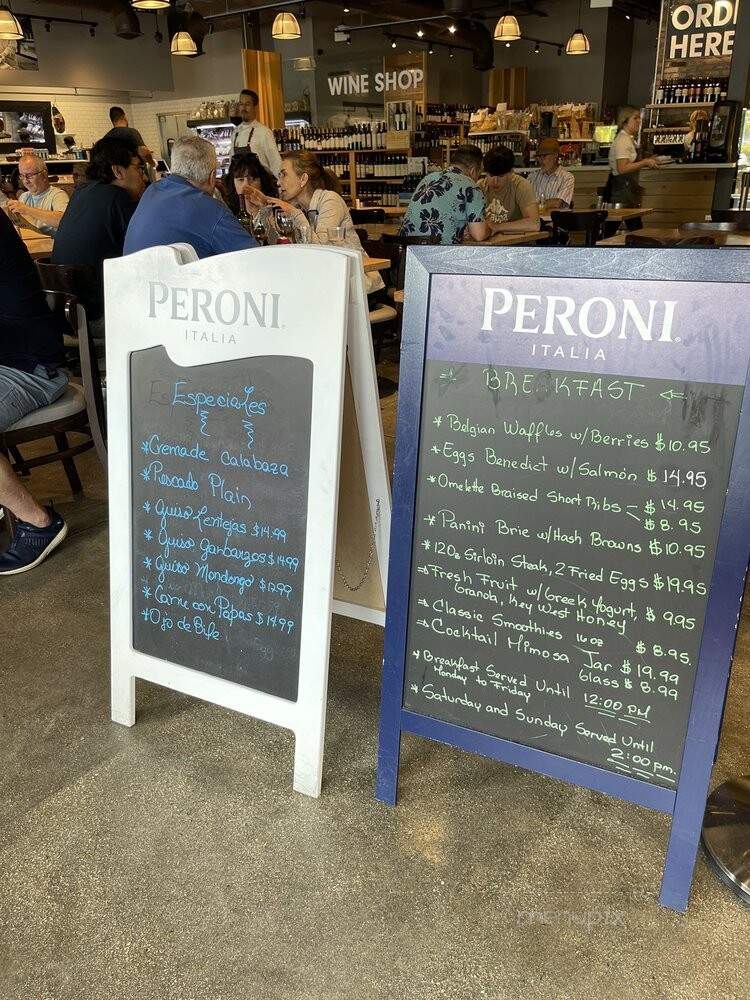 WINE SHOP
ORD
HERE
PERONI
ITALIA
Especiales
*Cremade Calabaza
*Pescado Plain
*Guiso Lentejas $14.99
*Guiso Garbanzos $14.99
*Guiso Mondongo $12.99
*Carne con Papas $14.99
*Ojo de Bife
PERONI
ITALIA
BRE KFAST
* Belgian Waffles w/Berries $10.95
*Eggs Benedict w/Salmón $14.95
*Omelette Braised Short Ribs - $14.95
$8.95
* Panini Brie w/Hash Browns $10.95
*12Oz Sirloin Steak, 2 Fried Eggs $19.95
*Fresh Fruit w/Greek Yogurt, $9.95
Granola, Key West Honey
*Classic Smoothies 16oz $8.95
*Cocktail Mimosa Jar $19.99
Glass $8.99
*Breakfast Served Until 12:00 PM
Monday to Friday
*Saturday and Sunday Served Until
2:00 pm.
menupix